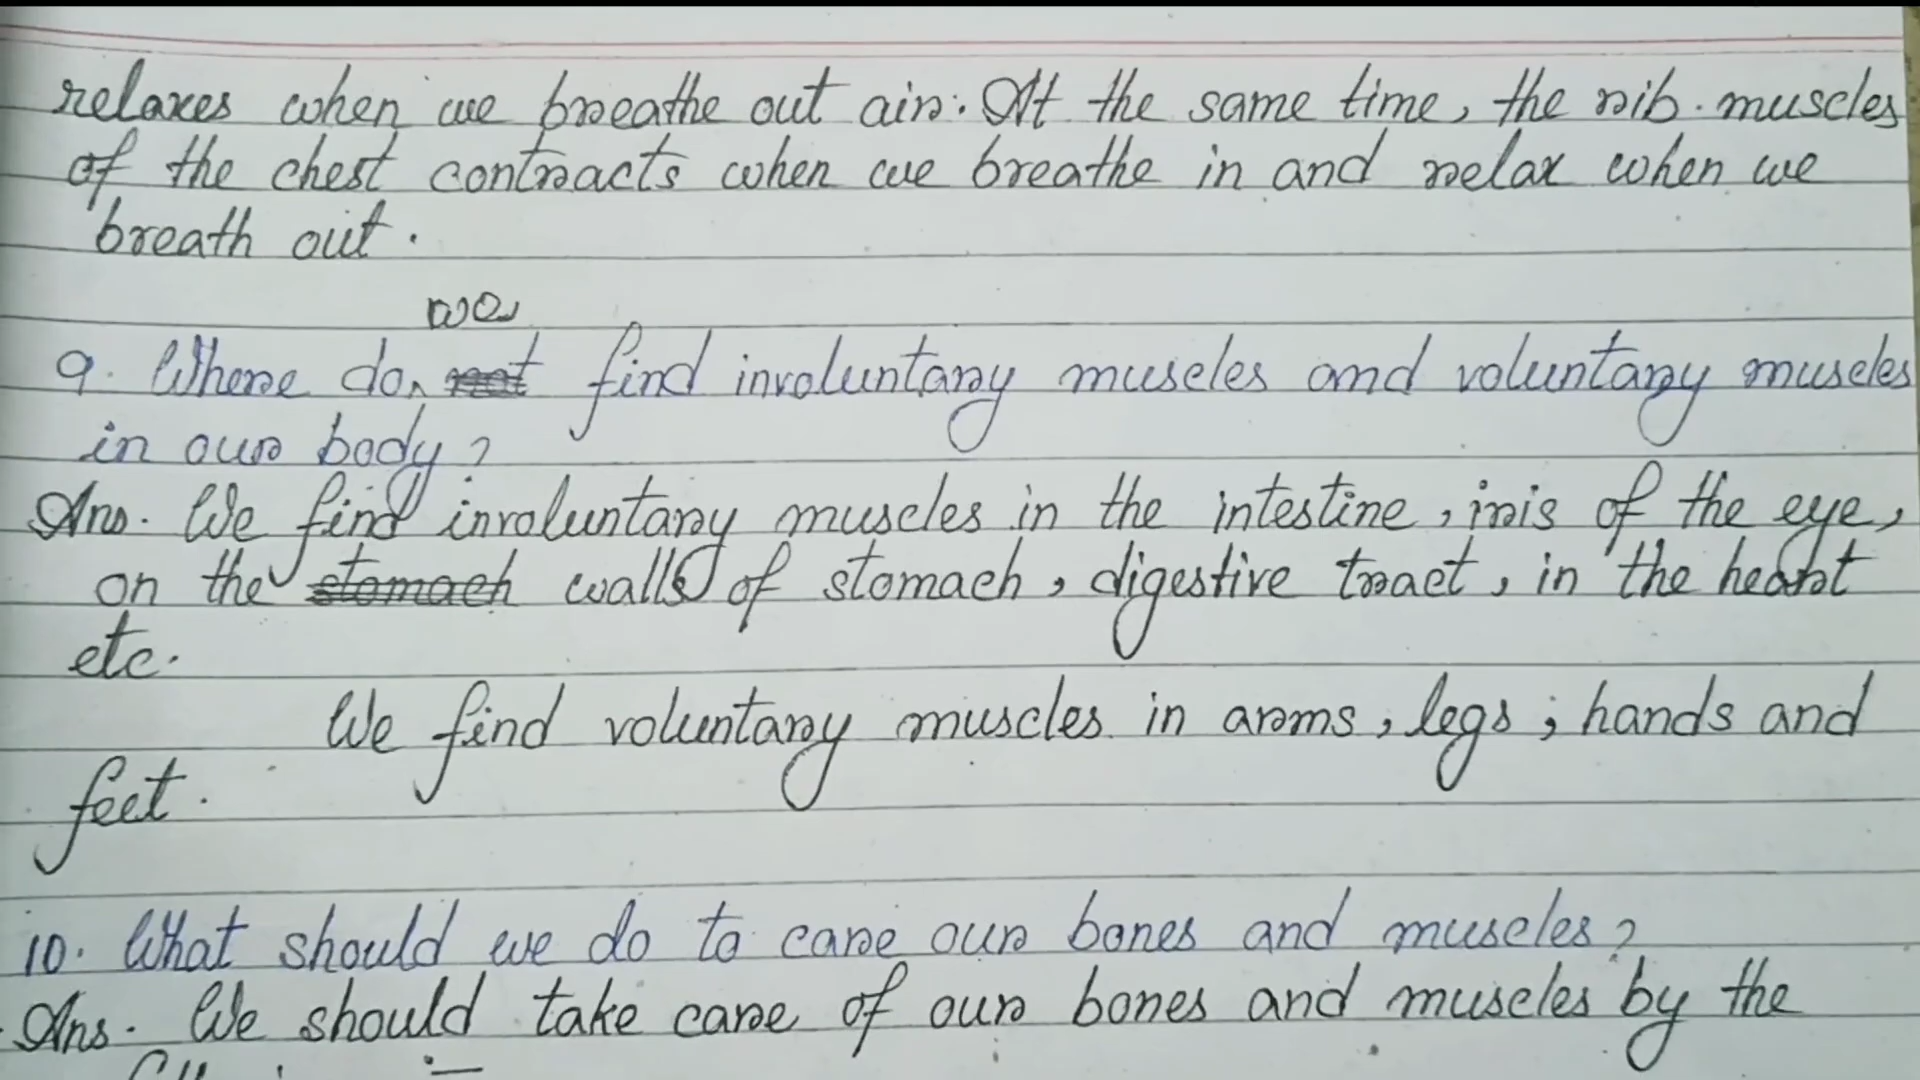 relaxes when we breathe out air. At the same time, the rib muscles
of the chest contracts when we breathe in and relax when we
breath out.
we
9. Where do not find involuntary muscles and voluntary muscles
in our body?
Ans. We find involuntary muscles in the intestine, iris of the eye,
on the stomach walls of stomach, digestive tract, in the heart
etc.
We find voluntary muscles in arms, legs, hands and
feet.
10. What should we do to care our bones and muscles?
Ans. We should take care of our bones and muscles by the